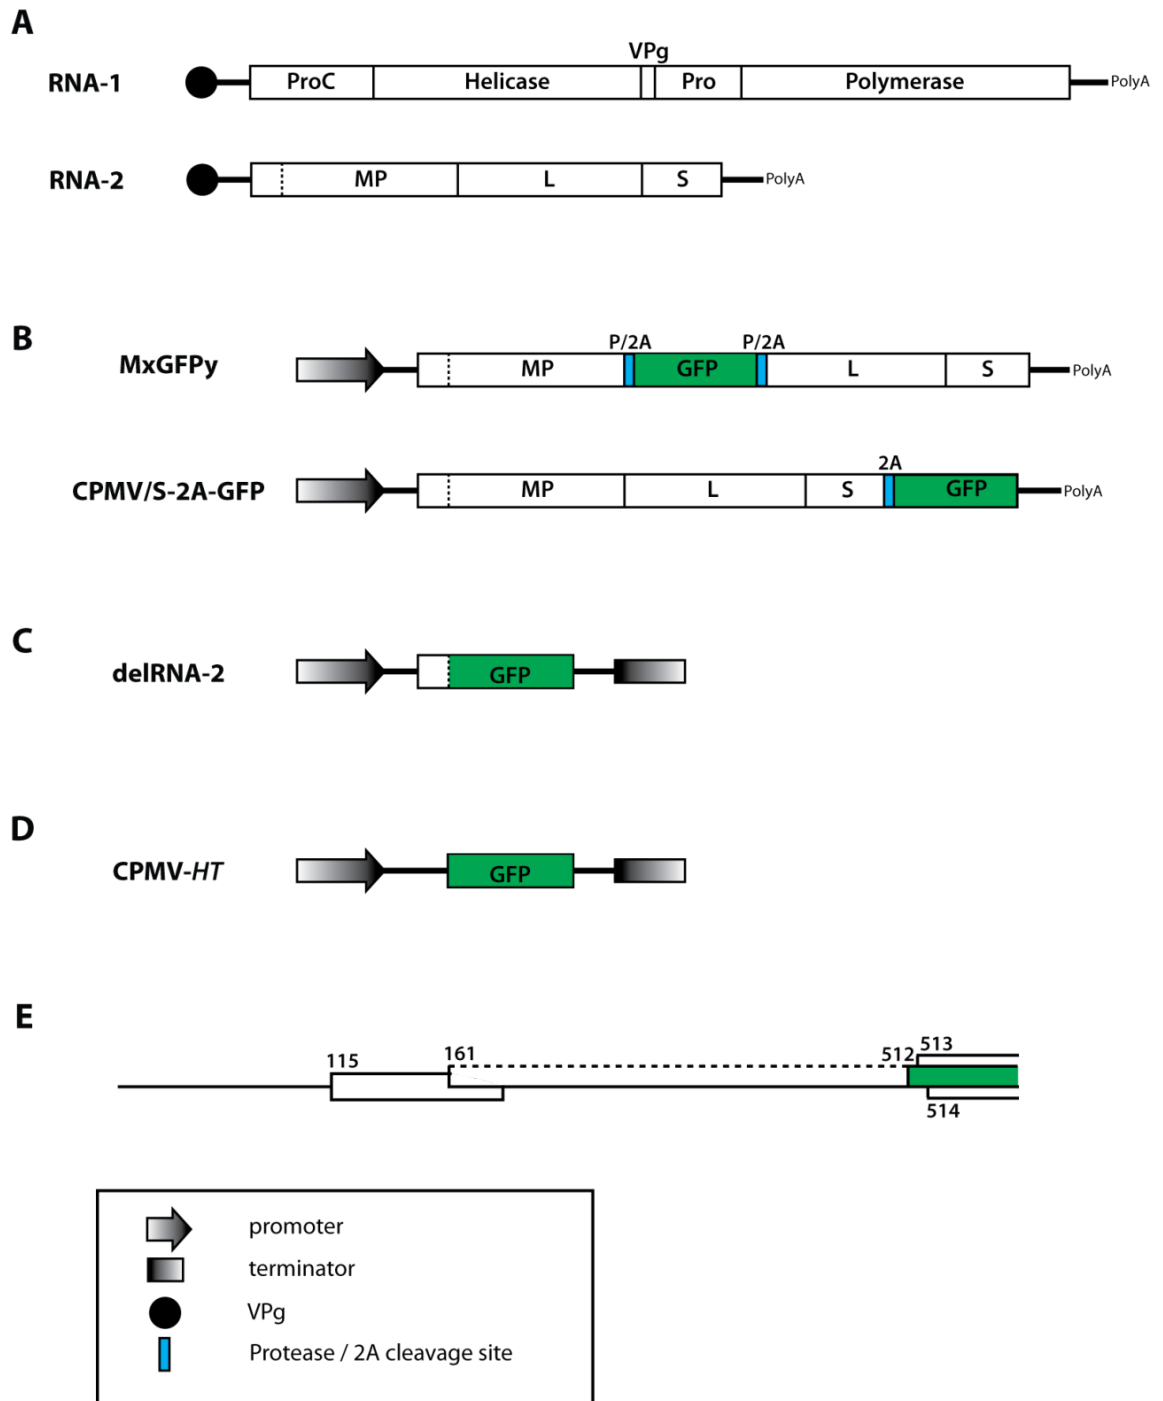 A
VPg
RNA-1 ProC Helicase Pro Polymerase PolyA
RNA-2 MP L S PolyA
B
P/2A P/2A
MxGFPy MP GFP L S PolyA
2A
CPMV/S-2A-GFP MP L S GFP PolyA
C
delRNA-2 GFP
D
CPMV-HT GFP
E
115 161 512 513
514
promoter
terminator
VPg
Protease / 2A cleavage site